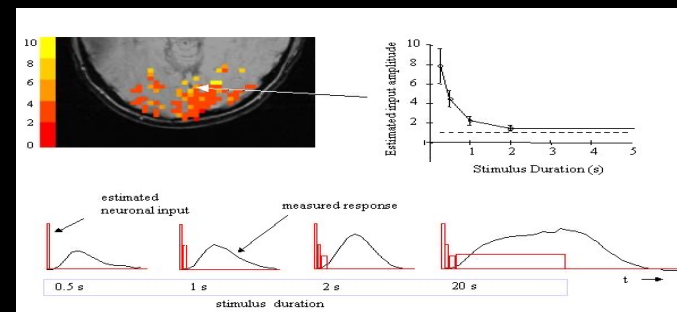 10
8
6
4
2
0
Estimated input amplitude
10
8
6
4
2
1 2 3 4 5
Stimulus Duration (s)
estimated
neuronal input
measured response
0.5 s 1 s 2 s 20 s t
stimulus duration